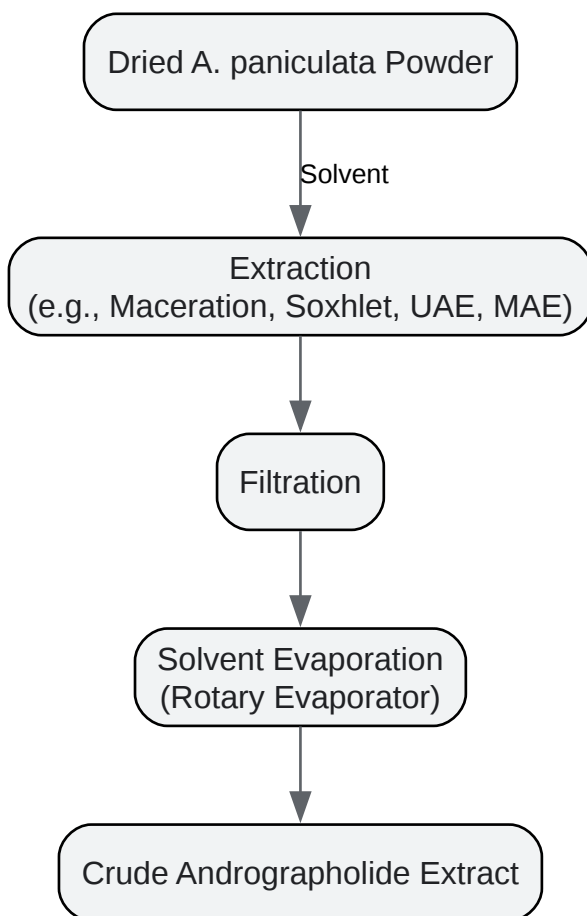 Dried A. paniculata Powder
Solvent
Extraction
(e.g., Maceration, Soxhlet, UAE, MAE)
Filtration
Solvent Evaporation
(Rotary Evaporator)
Crude Andrographolide Extract